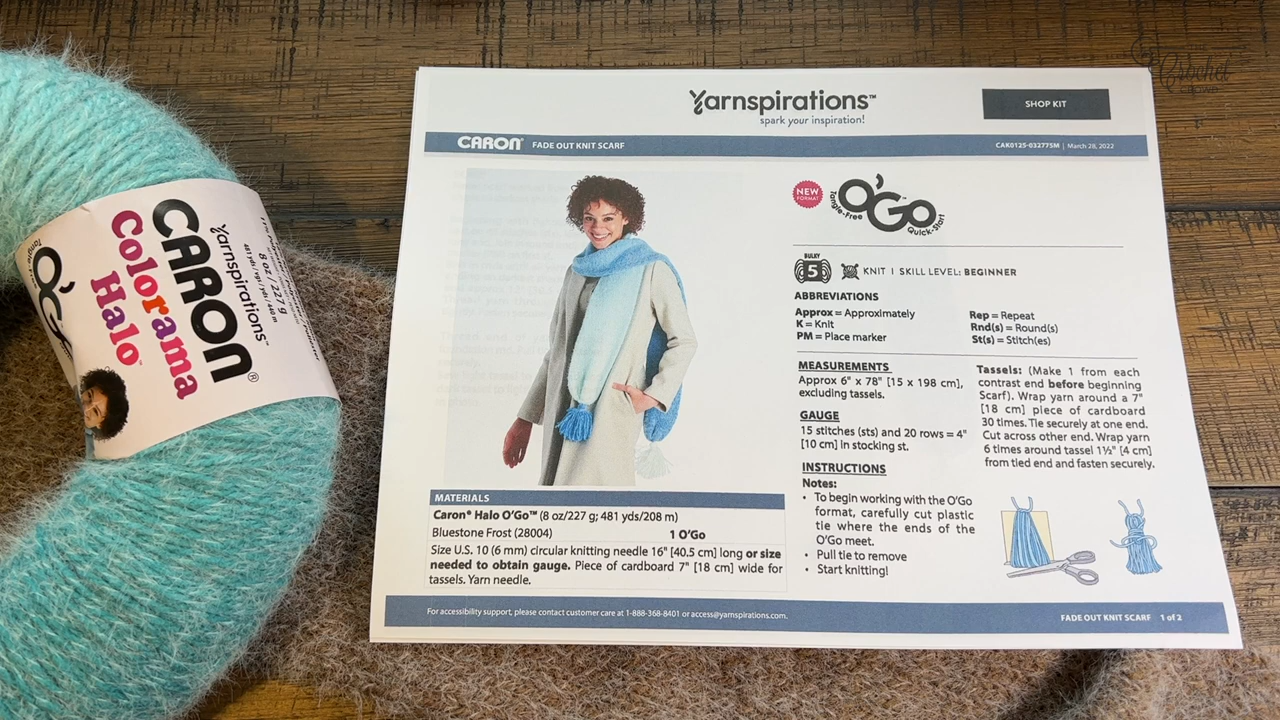 CARON®
Colorama
Halo™
O'Go
Yarnspirations™
8 oz / 227 g
Crochet
CROWD
Yarnspirations™
spark your inspiration!
SHOP KIT
CARON® FADE OUT KNIT SCARF
CAK0125-032775M | March 28, 2022
NEW
FORMAT
O'Go™
Tangle-Free
Quick-Start
BULKY
5
KNIT I SKILL LEVEL: BEGINNER
ABBREVIATIONS
Approx = Approximately
K = Knit
PM = Place marker
Rep = Repeat
Rnd(s) = Round(s)
St(s) = Stitch(es)
MEASUREMENTS
Approx 6" x 78" [15 x 198 cm],
excluding tassels.
GAUGE
15 stitches (sts) and 20 rows = 4"
[10 cm] in stocking st.
INSTRUCTIONS
Notes:
• To begin working with the O'Go
format, carefully cut plastic
tie where the ends of the
O'Go meet.
• Pull tie to remove
• Start knitting!
Tassels: (Make 1 from each
contrast end before beginning
Scarf). Wrap yarn around a 7"
[18 cm] piece of cardboard
30 times. Tie securely at one end.
Cut across other end. Wrap yarn
6 times around tassel 1½" [4 cm]
from tied end and fasten securely.
MATERIALS
Caron® Halo O'Go™ (8 oz/227 g; 481 yds/208 m)
Bluestone Frost (28004) 1 O'Go
Size U.S. 10 (6 mm) circular knitting needle 16" [40.5 cm] long or size
needed to obtain gauge. Piece of cardboard 7" [18 cm] wide for
tassels. Yarn needle.
For accessibility support, please contact customer care at 1-888-368-8401 or access@yarnspirations.com.
FADE OUT KNIT SCARF 1 of 2